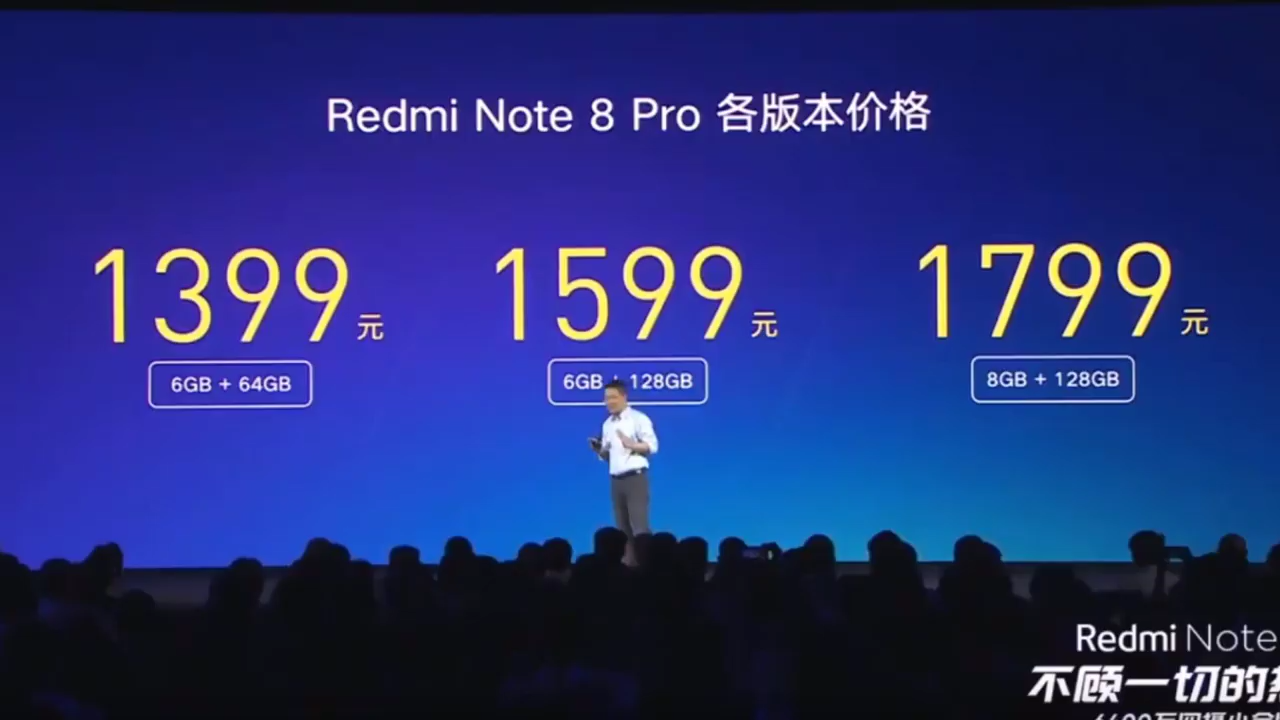 Redmi Note 8 Pro 各版本价格
1399元
1599元
1799元
6GB + 64GB
6GB + 128GB
8GB + 128GB
Redmi Note
不顾一切的